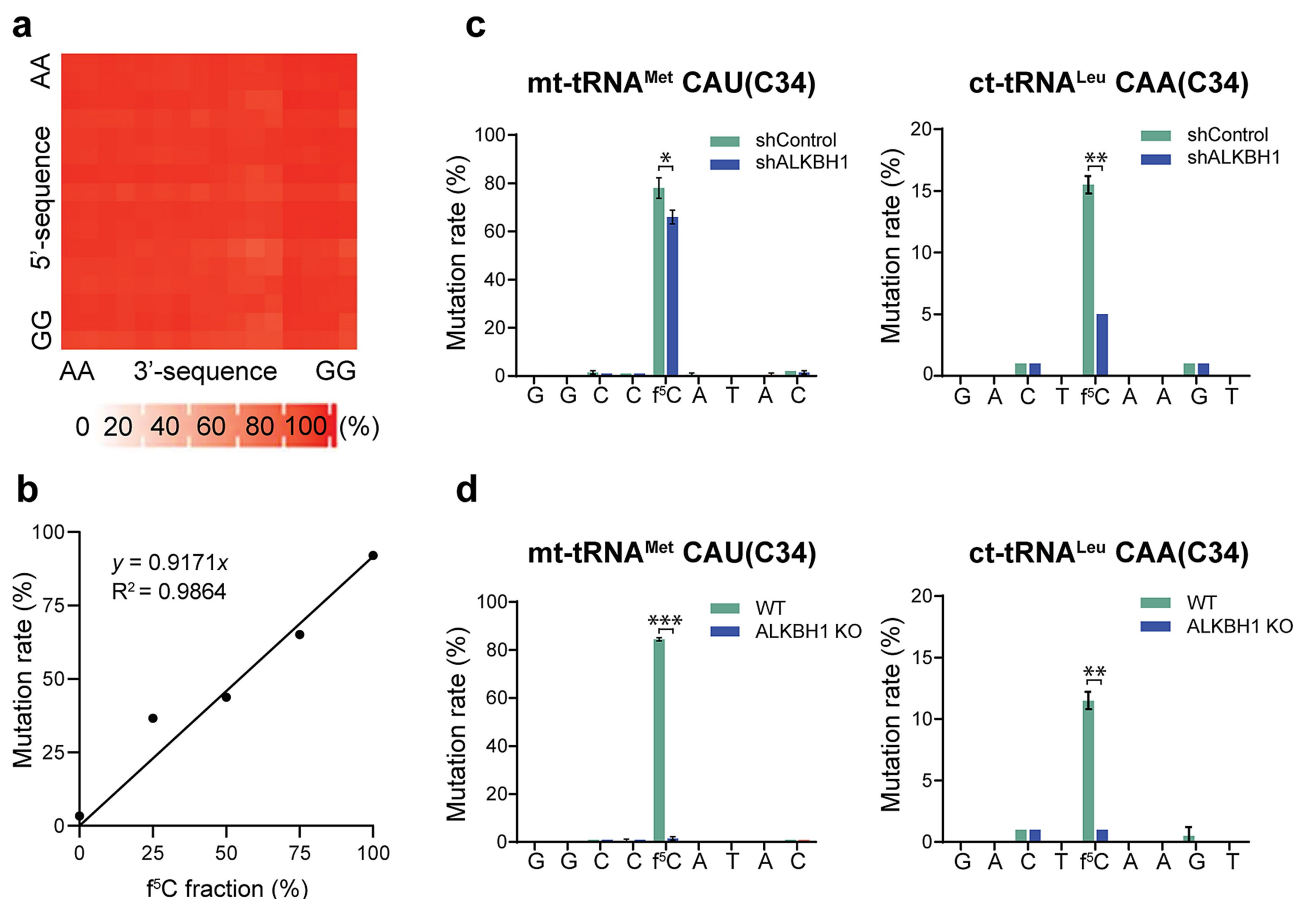 a
AA
5’-sequence
GG
AA 3’-sequence GG
0 20 40 60 80 100 (%)
b
100
75
50
25
0
Mutation rate (%)
y = 0.9171x
R² = 0.9864
0 25 50 75 100
f⁵C fraction (%)
c
mt-tRNAᴹᵉᵗ CAU(C34)
shControl
shALKBH1
100
80
60
40
20
0
Mutation rate (%)
*
G G C C f⁵C A T A C
ct-tRNALeu CAA(C34)
shControl
shALKBH1
20
15
10
5
0
Mutation rate (%)
**
G A C T f⁵C A A G T
d
mt-tRNAᴹᵉᵗ CAU(C34)
WT
ALKBH1 KO
100
80
60
40
20
0
Mutation rate (%)
***
G G C C f⁵C A T A C
ct-tRNALeu CAA(C34)
WT
ALKBH1 KO
20
15
10
5
0
Mutation rate (%)
**
G A C T f⁵C A A G T